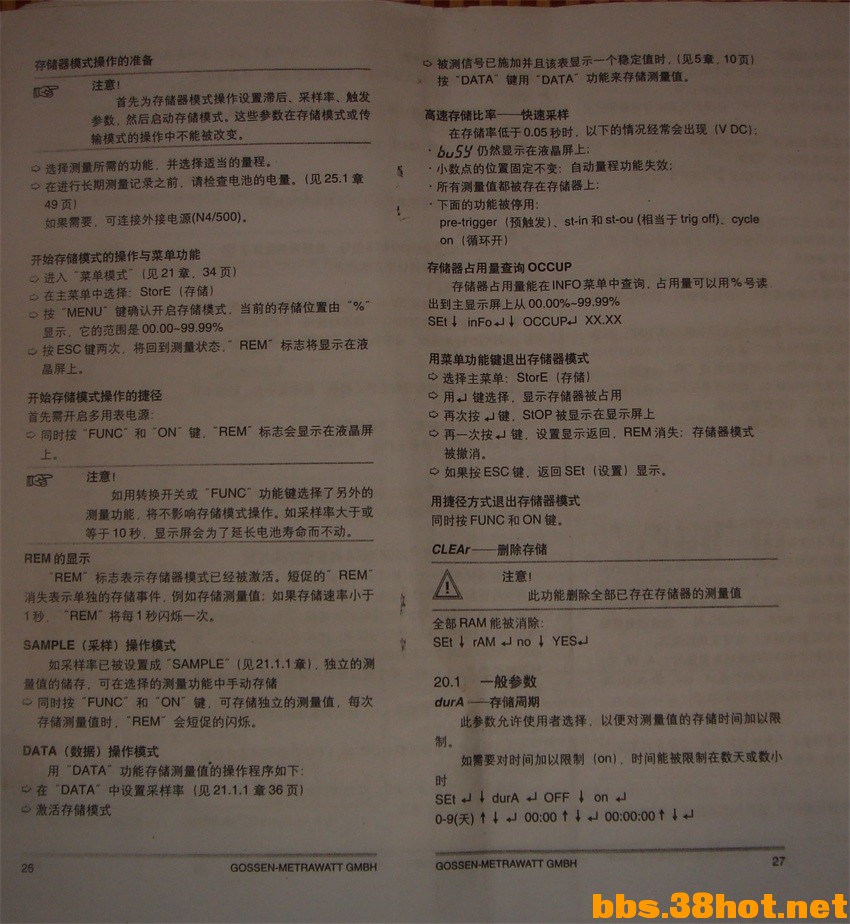 存储器模式操作的准备
注意!
首先为存储器模式操作设置滞后、采样率、触发
参数,然后启动存储模式。这些参数在存储模式或传
输模式的操作中不能被改变。
⇨ 选择测量所需的功能,并选择适当的量程。
⇨ 在进行长期测量记录之前,请检查电池的电量。(见 25.1 章
49 页)
如果需要、可连接外接电源(N4/500)。
开始存储模式的操作与菜单功能
⇨ 进入“菜单模式”(见 21 章、34 页)
⇨ 在主菜单中选择: StorE(存储)
⇨ 按“MENU”键确认开启存储模式,当前的存储位置由“%”
显示,它的范围是 00.00~99.99%
⇨ 按 ESC 键两次,将回到测量状态,“REM”标志将显示在液
晶屏上。
开始存储模式操作的捷径
首先需开启多用表电源:
⇨ 同时按“FUNC”和“ON”键,“REM”标志会显示在液晶屏
上。
注意!
如用转换开关或“FUNC”功能键选择了另外的
测量功能,将不影响存储模式操作。如采样率大于或
等于 10 秒,显示屏会为了延长电池寿命而不动。
REM 的显示
“REM”标志表示存储器模式已经被激活。短促的“REM”
消失表示单独的存储事件,例如存储测量值;如果存储速率小于
1 秒,“REM”将每 1 秒闪烁一次。
SAMPLE(采样)操作模式
如采样率已被设置成“SAMPLE”(见 21.1.1 章),独立的测
量值的储存,可在选择的测量功能中手动存储
⇨ 同时按“FUNC”和“ON”键,可存储独立的测量值,每次
存储测量值时,“REM”会短促的闪烁。
DATA(数据)操作模式
用“DATA”功能存储测量值的操作程序如下:
⇨ 在“DATA”中设置采样率(见 21.1.1 章 36 页)
⇨ 激活存储模式
26
GOSSEN-METRAWATT GMBH
⇨ 被测信号已施加并且该表显示一个稳定值时,(见 5 章,10 页)
按“DATA”键用“DATA”功能来存储测量值。
高速存储比率——快速采样
在存储率低于 0.05 秒时,以下的情况经常会出现(V DC);
· buSY 仍然显示在液晶屏上;
· 小数点的位置固定不变;自动量程功能失效;
· 所有测量值都被存在存储器上;
· 下面的功能被停用:
pre-trigger(预触发)、st-in 和 st-ou (相当于 trig off)、cycle
on(循环开)
存储器占用量查询 OCCUP
存储器占用量能在 INFO 菜单中查询,占用量可以用%号读
出到主显示屏上从 00.00%~99.99%
SEt ↓ inFo ↵ ↓ OCCUP↵ XX.XX
用菜单功能键退出存储器模式
⇨ 选择主菜单: StorE(存储)
⇨ 用 ↵ 键选择,显示存储器被占用
⇨ 再次按 ↵ 键,StOP 被显示在显示屏上
⇨ 再一次按 ↵ 键,设置显示返回,REM 消失;存储器模式
被撤消。
⇨ 如果按 ESC 键,返回 SEt(设置)显示。
用捷径方式退出存储器模式
同时按 FUNC 和 ON 键。
CLEAr——删除存储
注意!
此功能删除全部已存在存储器的测量值
全部 RAM 能被消除:
SEt ↓ rAM ↵ no ↓ YES↵
20.1 一般参数
durA——存储周期
此参数允许使用者选择,以便对测量值的存储时间加以限
制。
如需要对时间加以限制(on),时间能被限制在数天或数小
时
SEt ↵ ↓ durA ↵ OFF ↓ on ↵
0-9(天) ↑ ↓ ↵ 00:00 ↑ ↓ ↵ 00:00:00 ↑ ↓ ↵
GOSSEN-METRAWATT GMBH
27
bbs.38hot.net